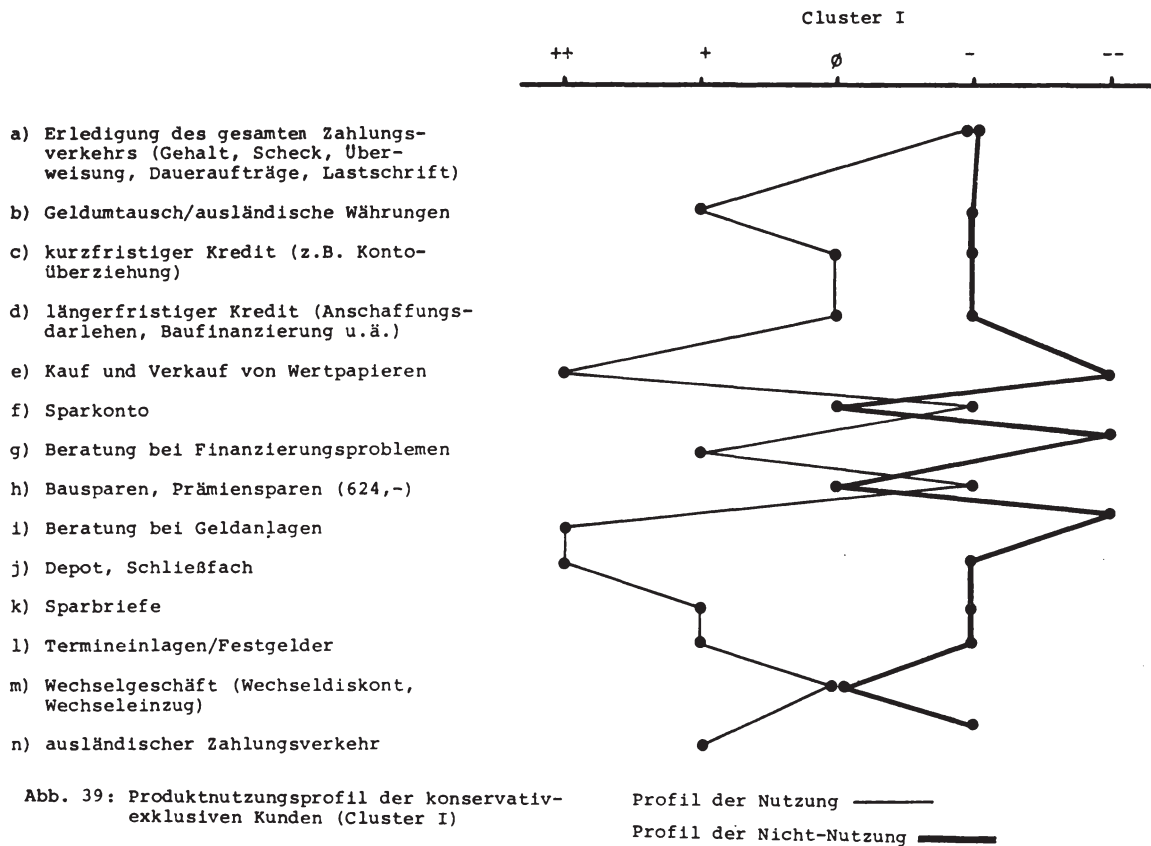 Cluster I
++ + ø - --
a) Erledigung des gesamten Zahlungs-
verkehrs (Gehalt, Scheck, Über-
weisung, Daueraufträge, Lastschrift)
b) Geldumtausch/ausländische Währungen
c) kurzfristiger Kredit (z.B. Konto-
überziehung)
d) längerfristiger Kredit (Anschaffungs-
darlehen, Baufinanzierung u.ä.)
e) Kauf und Verkauf von Wertpapieren
f) Sparkonto
g) Beratung bei Finanzierungsproblemen
h) Bausparen, Prämiensparen (624,-)
i) Beratung bei Geldanlagen
j) Depot, Schließfach
k) Sparbriefe
l) Termineinlagen/Festgelder
m) Wechselgeschäft (Wechseldiskont,
Wechseleinzug)
n) ausländischer Zahlungsverkehr
Abb. 39: Produktnutzungsprofil der konservativ-
exklusiven Kunden (Cluster I)
Profil der Nutzung
Profil der Nicht-Nutzung